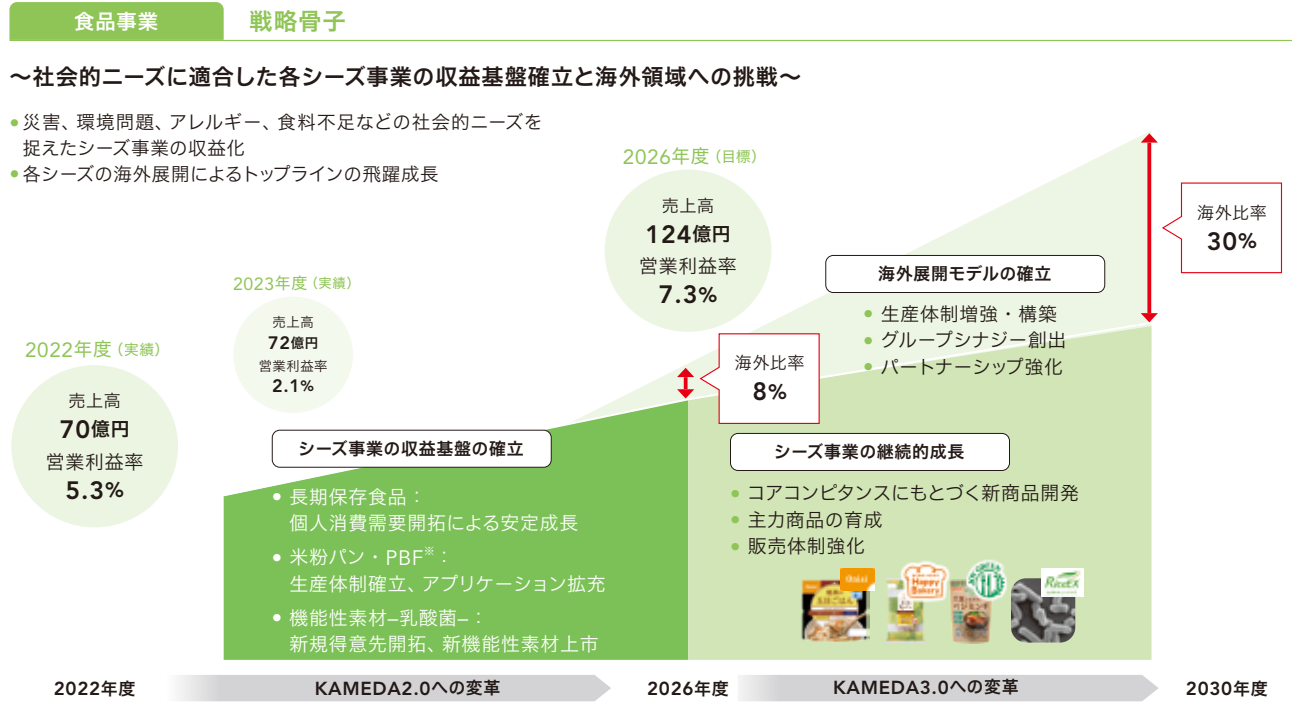 食品事業
戦略骨子
〜社会的ニーズに適合した各シーズ事業の収益基盤確立と海外領域への挑戦〜
●災害、環境問題、アレルギー、食料不足などの社会的ニーズを
捉えたシーズ事業の収益化
●各シーズの海外展開によるトップラインの飛躍成長
2022年度（実績）
売上高
70億円
営業利益率
5.3%
2023年度（実績）
売上高
72億円
営業利益率
2.1%
2026年度（目標）
売上高
124億円
営業利益率
7.3%
海外比率
8%
海外比率
30%
シーズ事業の収益基盤の確立
● 長期保存食品：
個人消費需要開拓による安定成長
● 米粉パン・PBF※：
生産体制確立、アプリケーション拡充
● 機能性素材–乳酸菌–：
新規得意先開拓、新機能性素材上市
海外展開モデルの確立
● 生産体制増強・構築
● グループシナジー創出
● パートナーシップ強化
シーズ事業の継続的成長
● コアコンピタンスにもとづく新商品開発
● 主力商品の育成
● 販売体制強化
Onisi
Happy
Bakery
RiceEX
2022年度
KAMEDA2.0への変革
2026年度
KAMEDA3.0への変革
2030年度